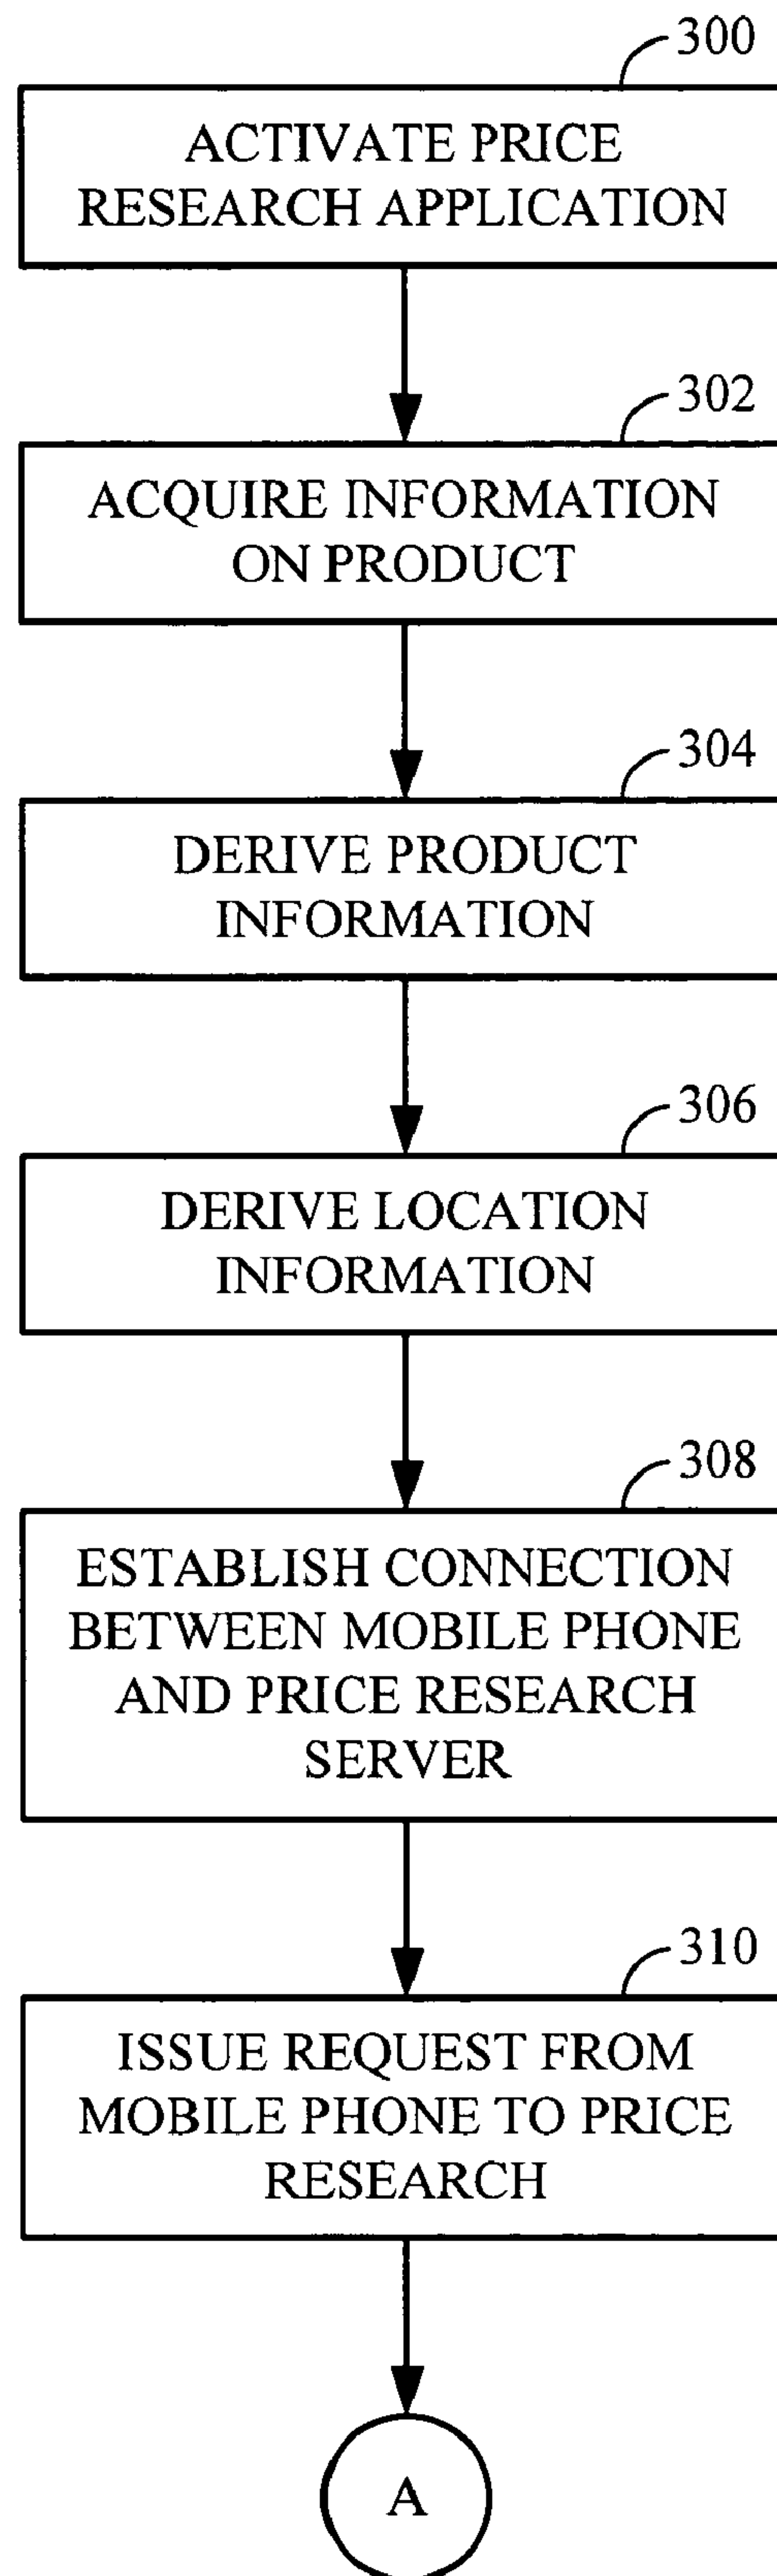 300
ACTIVATE PRICE
RESEARCH APPLICATION
302
ACQUIRE INFORMATION
ON PRODUCT
304
DERIVE PRODUCT
INFORMATION
306
DERIVE LOCATION
INFORMATION
308
ESTABLISH CONNECTION
BETWEEN MOBILE PHONE
AND PRICE RESEARCH
SERVER
310
ISSUE REQUEST FROM
MOBILE PHONE TO PRICE
RESEARCH
A